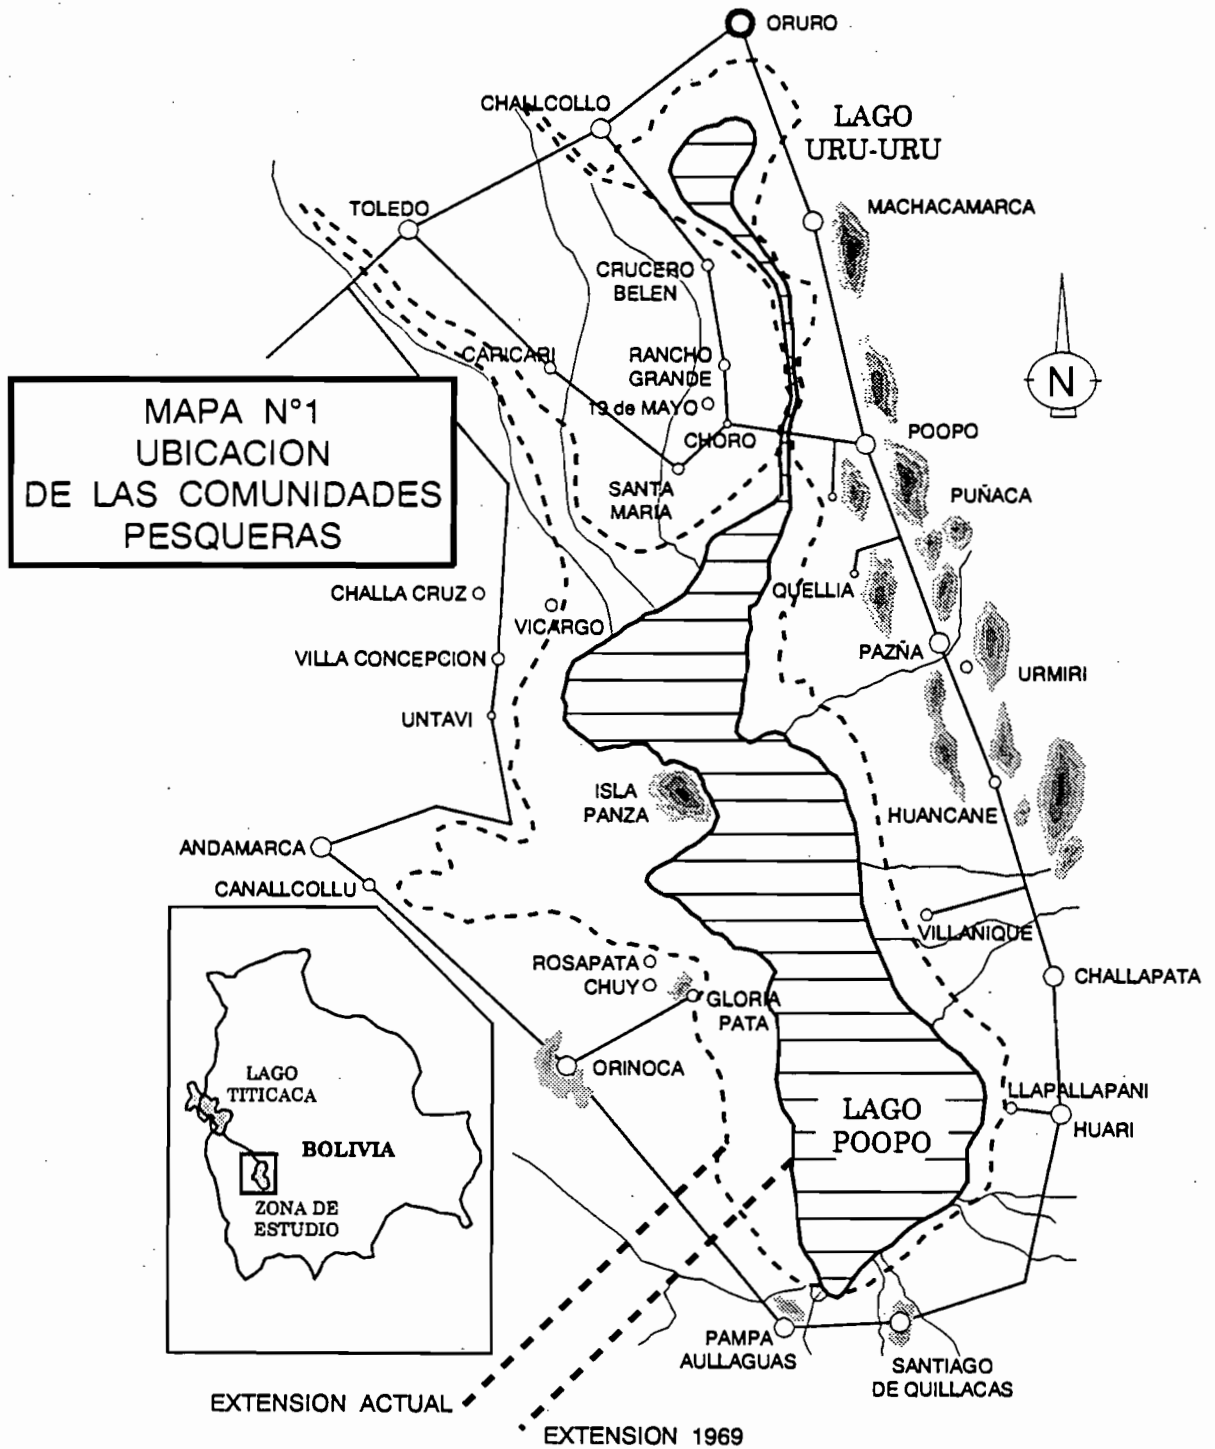 ORURO
CHALLCOLLO
LAGO
URU-URU
TOLEDO
MACHACAMARCA
CRUCERO
BELEN
CARICARI
RANCHO
GRANDE
N
MAPA N°1
UBICACION
DE LAS COMUNIDADES
PESQUERAS
19 de MAYO
CHORO
POOPO
SANTA
MARIA
PUÑACA
CHALLA CRUZ
QUELLIA
VICARGO
PAZÑA
VILLA CONCEPCION
URMIRI
UNTAVI
ISLA
PANZA
HUANCANE
ANDAMARCA
CANALLCOLLU
VILLANIQUE
ROSAPATA
CHUY
CHALLAPATA
GLORIA
PATA
ORINOCA
LAGO
TITICACA
BOLIVIA
ZONA DE
ESTUDIO
LAGO
POOPO
LLAPALLAPANI
HUARI
PAMPA
AULLAGUAS
SANTIAGO
DE QUILLACAS
EXTENSION ACTUAL
EXTENSION 1969